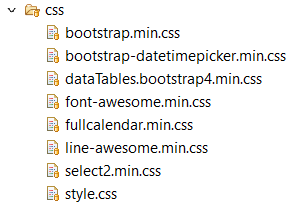 css
bootstrap.min.css
bootstrap-datetimepicker.min.css
dataTables.bootstrap4.min.css
font-awesome.min.css
fullcalendar.min.css
line-awesome.min.css
select2.min.css
style.css